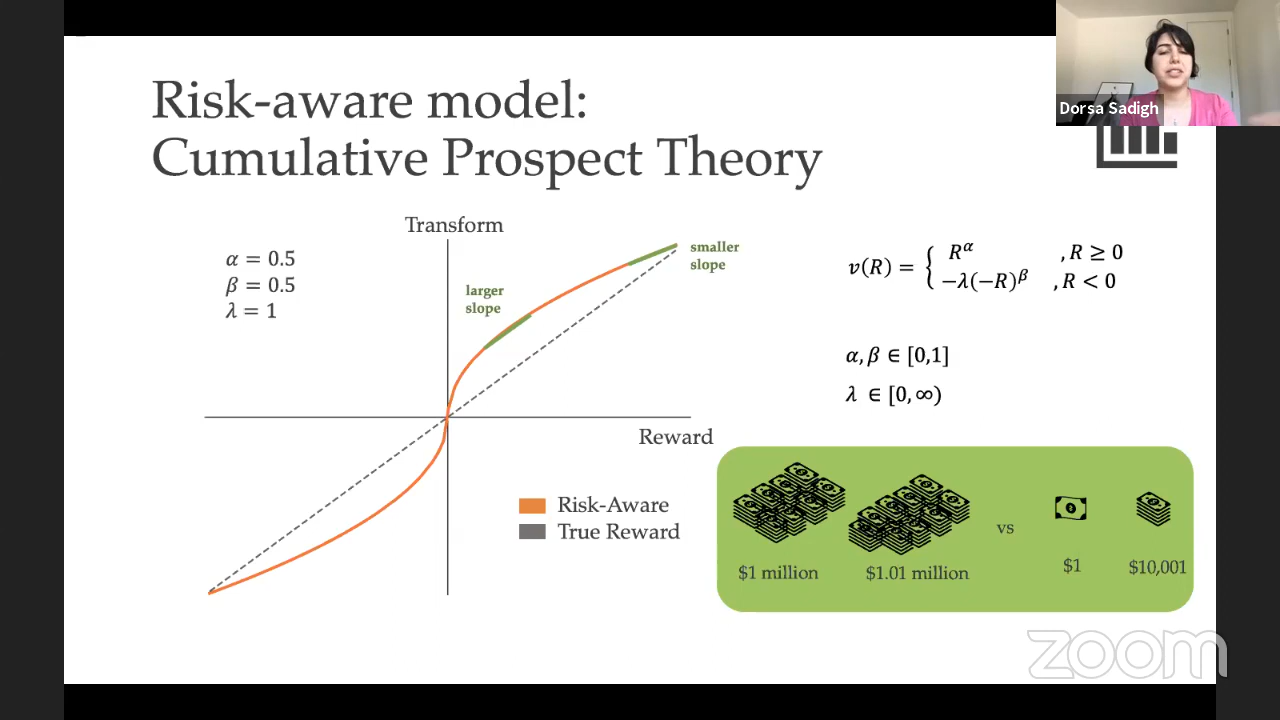 Dorsa Sadigh
Risk-aware model:
Cumulative Prospect Theory
Transform
α = 0.5
β = 0.5
λ = 1
larger
slope
smaller
slope
Reward
Risk-Aware
True Reward
v(R) = { R^α , R ≥ 0
−λ(−R)^β , R < 0
α, β ∈ [0,1]
λ ∈ [0, ∞)
$1 million
$1.01 million
vs
$1
$10,001
zoom